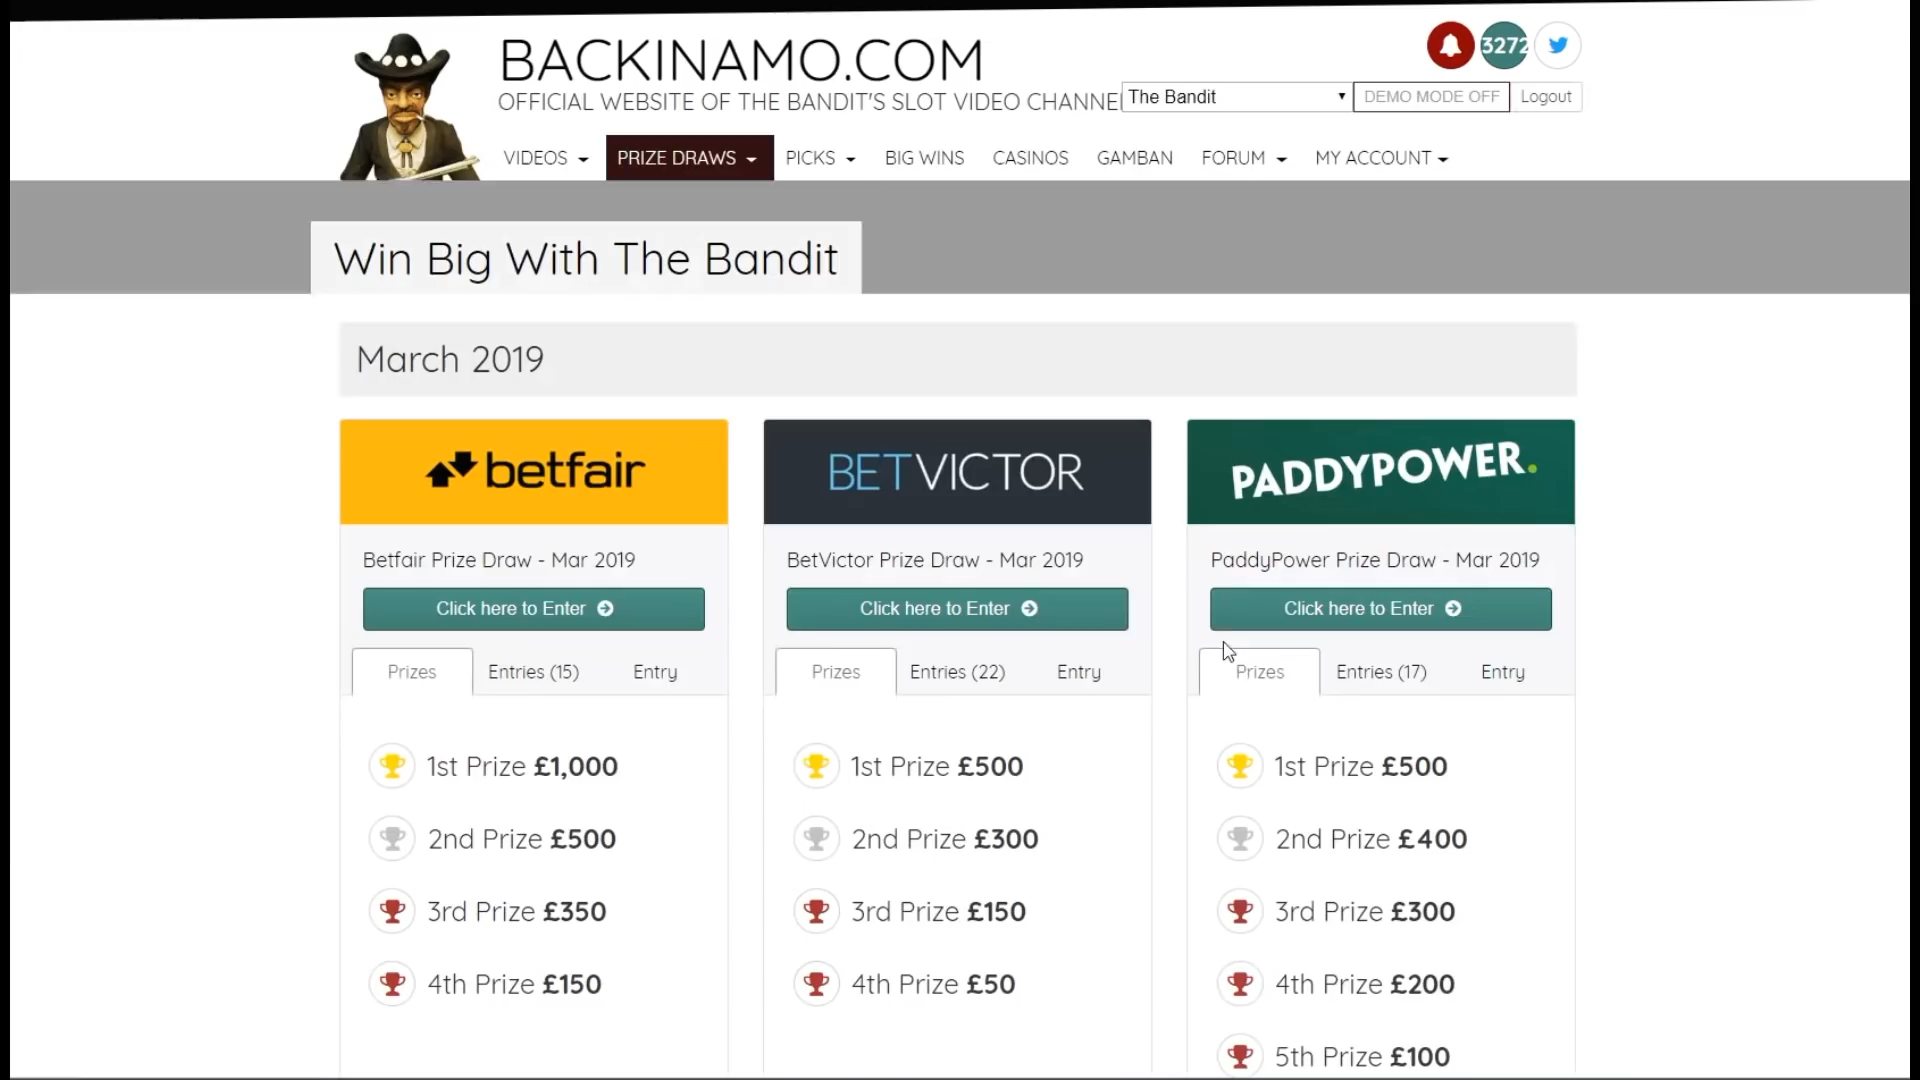 BACKINAMO.COM
3272
OFFICIAL WEBSITE OF THE BANDIT'S SLOT VIDEO CHANNE
The Bandit
DEMO MODE OFF
Logout
VIDEOS
PRIZE DRAWS
PICKS
BIG WINS
CASINOS
GAMBAN
FORUM
MY ACCOUNT
Win Big With The Bandit
March 2019
betfair
Betfair Prize Draw - Mar 2019
Click here to Enter
Prizes
Entries (15)
Entry
1st Prize £1,000
2nd Prize £500
3rd Prize £350
4th Prize £150
BETVICTOR
BetVictor Prize Draw - Mar 2019
Click here to Enter
Prizes
Entries (22)
Entry
1st Prize £500
2nd Prize £300
3rd Prize £150
4th Prize £50
PADDYPOWER.
PaddyPower Prize Draw - Mar 2019
Click here to Enter
Prizes
Entries (17)
Entry
1st Prize £500
2nd Prize £400
3rd Prize £300
4th Prize £200
5th Prize £100